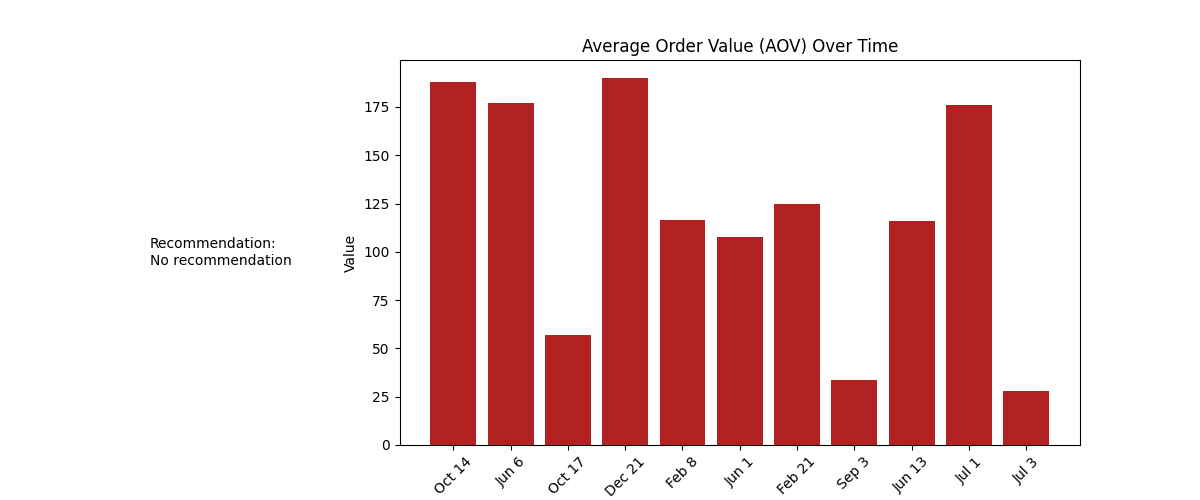 Average Order Value (AOV) Over Time
Recommendation:
No recommendation
Value
175
150
125
100
75
50
25
0
Oct 14
Jun 6
Oct 17
Dec 21
Feb 8
Jun 1
Feb 21
Sep 3
Jun 13
Jul 1
Jul 3